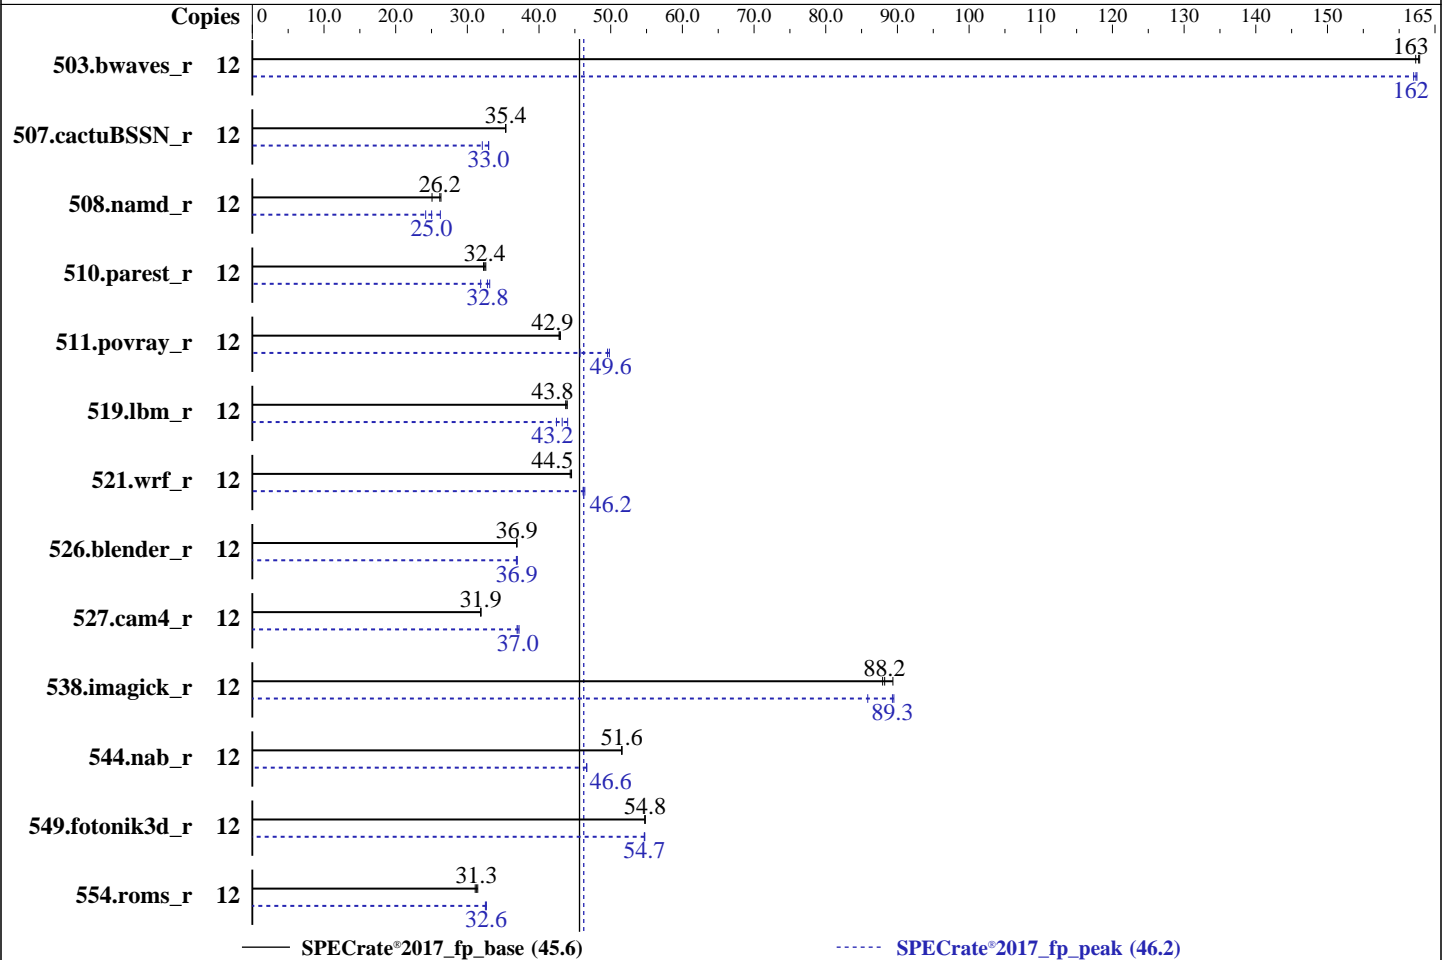 Copies 0 10.0 20.0 30.0 40.0 50.0 60.0 70.0 80.0 90.0 100 110 120 130 140 150 165
503.bwaves_r 12 163
162
507.cactuBSSN_r 12 35.4
33.0
508.namd_r 12 26.2
25.0
510.parest_r 12 32.4
32.8
511.povray_r 12 42.9
49.6
519.lbm_r 12 43.8
43.2
521.wrf_r 12 44.5
46.2
526.blender_r 12 36.9
36.9
527.cam4_r 12 31.9
37.0
538.imagick_r 12 88.2
89.3
544.nab_r 12 51.6
46.6
549.fotonik3d_r 12 54.8
54.7
554.roms_r 12 31.3
32.6
SPECrate®2017_fp_base (45.6) SPECrate®2017_fp_peak (46.2)